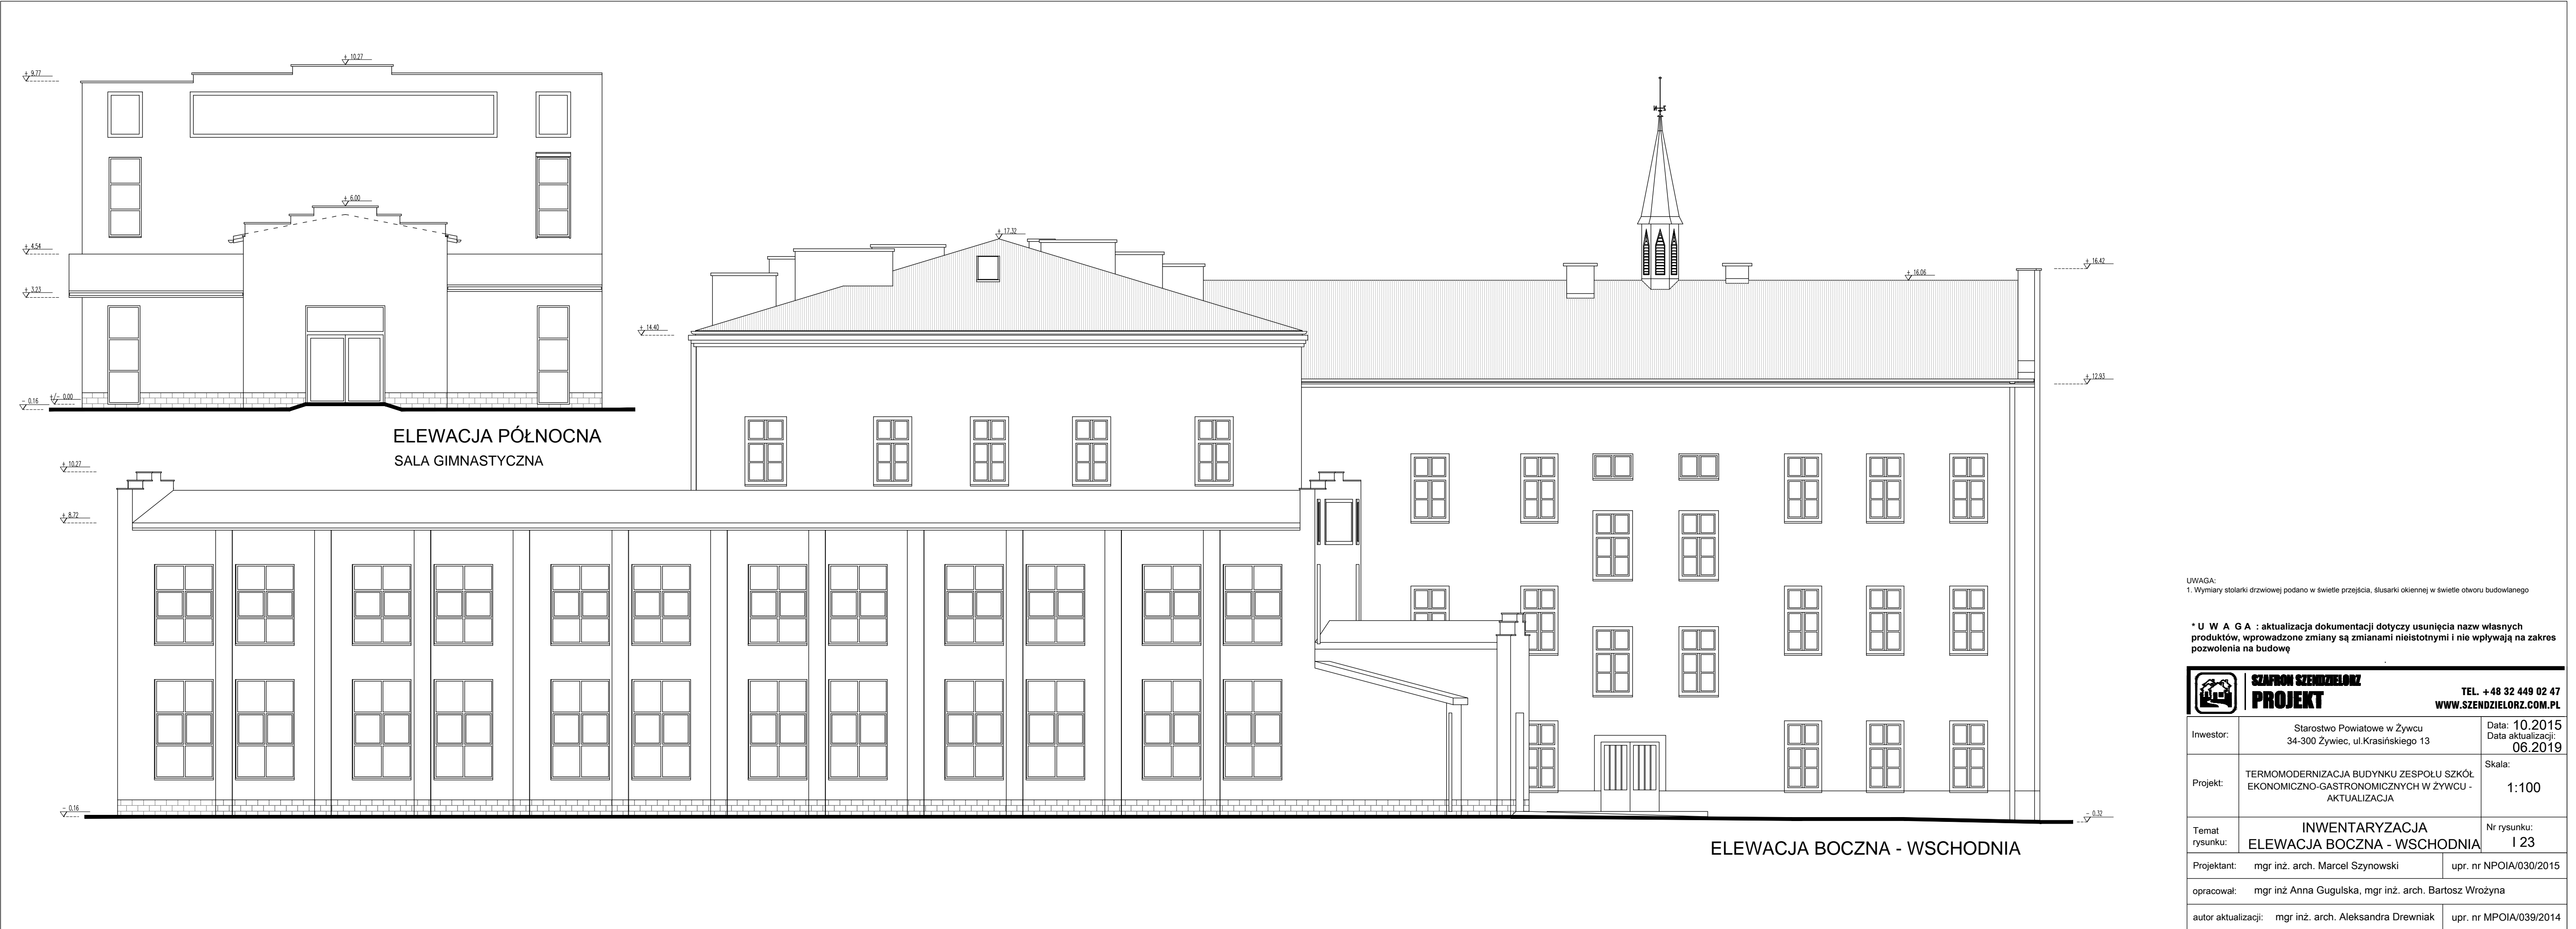 + 10,27
+ 9,77
+ 6,00
+ 4,54
+ 3,23
- 0,16
+/- 0,00
ELEWACJA PÓŁNOCNA
SALA GIMNASTYCZNA
+ 17,32
+ 16,06
+ 16,42
+ 14,40
+ 12,93
+ 10,27
+ 8,72
- 0,16
- 0,32
ELEWACJA BOCZNA - WSCHODNIA
UWAGA:
1. Wymiary stolarki drzwiowej podano w świetle przejścia, ślusarki okiennej w świetle otworu budowlanego
* U W A G A : aktualizacja dokumentacji dotyczy usunięcia nazw własnych
produktów, wprowadzone zmiany są zmianami nieistotnymi i nie wpływają na zakres
pozwolenia na budowę
SZAFRON SZENDZIELORZ
PROJEKT
TEL. +48 32 449 02 47
WWW.SZENDZIELORZ.COM.PL
Inwestor:
Starostwo Powiatowe w Żywcu
34-300 Żywiec, ul.Krasińskiego 13
Data: 10.2015
Data aktualizacji:
06.2019
Projekt:
TERMOMODERNIZACJA BUDYNKU ZESPOŁU SZKÓŁ
EKONOMICZNO-GASTRONOMICZNYCH W ŻYWCU -
AKTUALIZACJA
Skala:
1:100
Temat
rysunku:
INWENTARYZACJA
ELEWACJA BOCZNA - WSCHODNIA
Nr rysunku:
I 23
Projektant: mgr inż. arch. Marcel Szynowski upr. nr NPOIA/030/2015
opracował: mgr inż Anna Gugulska, mgr inż. arch. Bartosz Wrożyna
autor aktualizacji: mgr inż. arch. Aleksandra Drewniak upr. nr MPOIA/039/2014